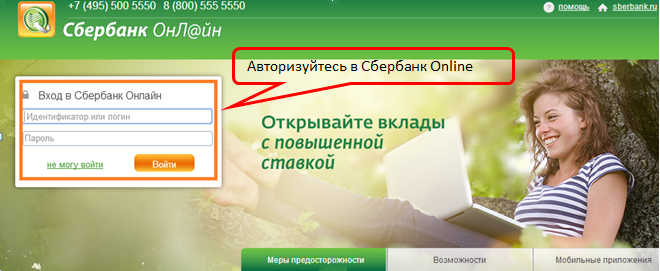 +7 (495) 500 5550 8 (800) 555 5550
помощь sberbank.ru
Сбербанк ОнЛ@йн
Авторизуйтесь в Сбербанк Online
Вход в Сбербанк Онлайн
Идентификатор или логин
Пароль
не могу войти Войти
Открывайте вклады
с повышенной
ставкой
Меры предосторожности Возможности Мобильные приложения